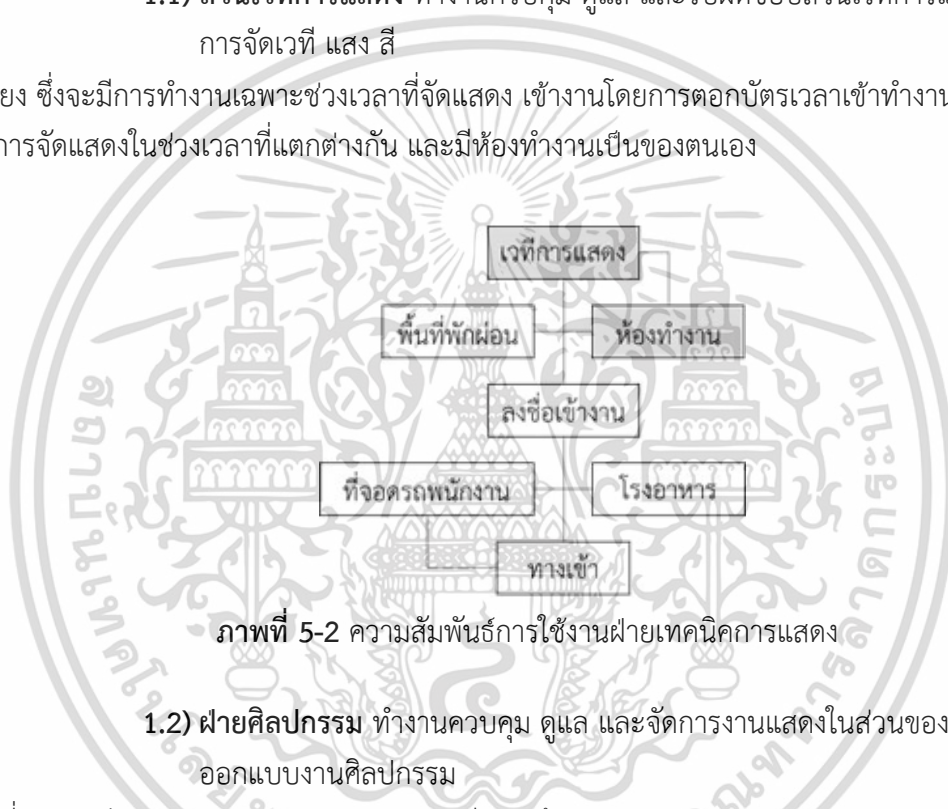 การจัดเวที แสง สี
ซึ่งจะมีการทำงานเฉพาะช่วงเวลาที่จัดแสดง เข้างานโดยการตอกบัตรเวลาเข้าทำงาน
การจัดแสดงในช่วงเวลาที่แตกต่างกัน และมีห้องทำงานเป็นของตนเอง
เวทีการแสดง
พื้นที่พักผ่อน ห้องทำงาน
ลงชื่อเข้างาน
ที่จอดรถพนักงาน โรงอาหาร
ทางเข้า
ภาพที่ 5-2 ความสัมพันธ์การใช้งานฝ่ายเทคนิคการแสดง
1.2) ฝ่ายศิลปกรรม ทำงานควบคุม ดูแล และจัดการงานแสดงในส่วนของ
ออกแบบงานศิลปกรรม